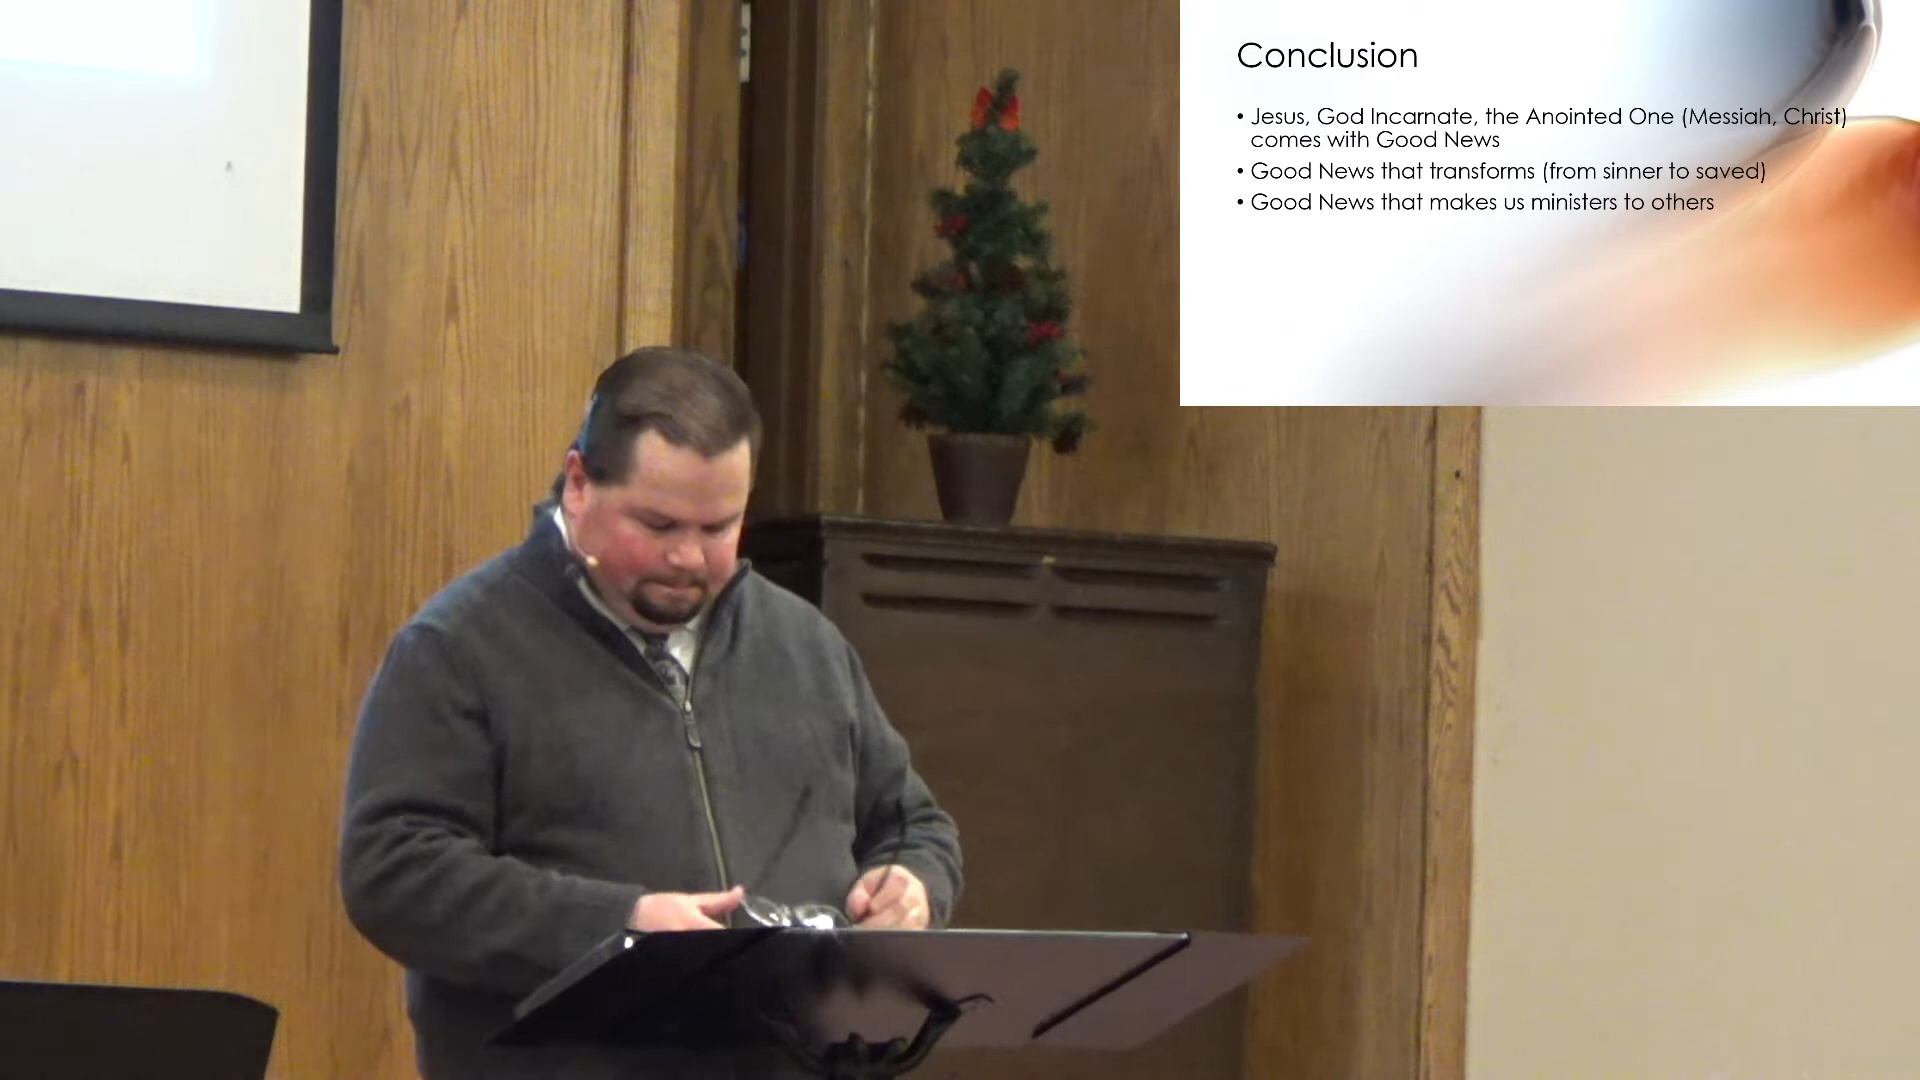 Conclusion
• Jesus, God Incarnate, the Anointed One (Messiah, Christ)
comes with Good News
• Good News that transforms (from sinner to saved)
• Good News that makes us ministers to others